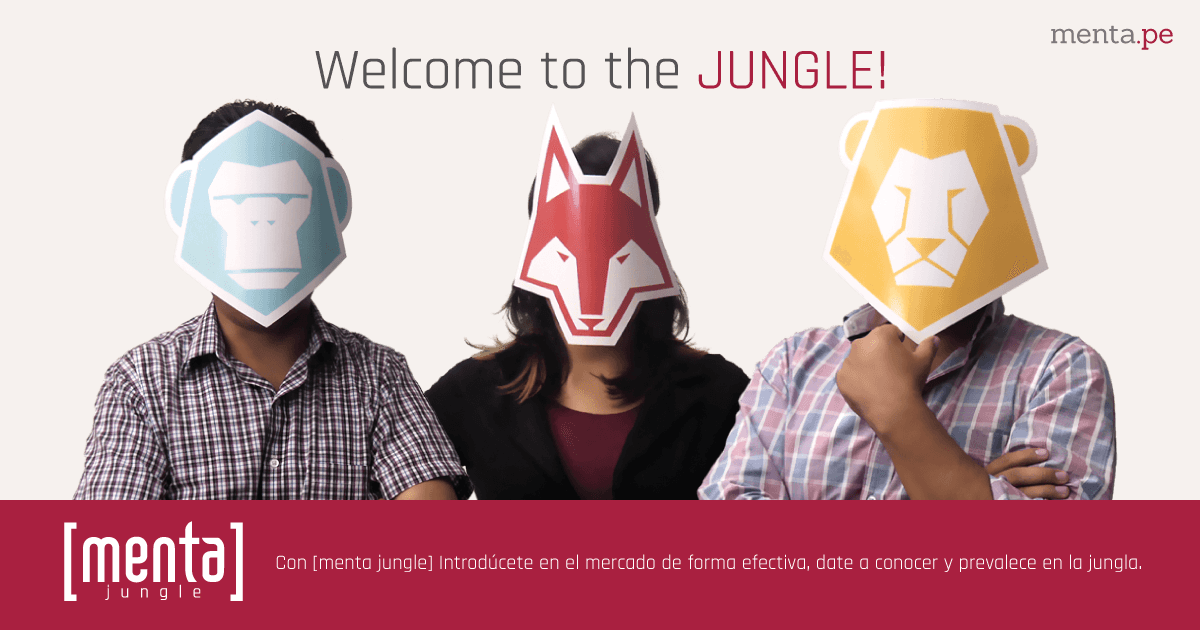 menta.pe
Welcome to the JUNGLE!
[menta]
jungle
Con [menta jungle] Introdúcete en el mercado de forma efectiva, date a conocer y prevalece en la jungla.